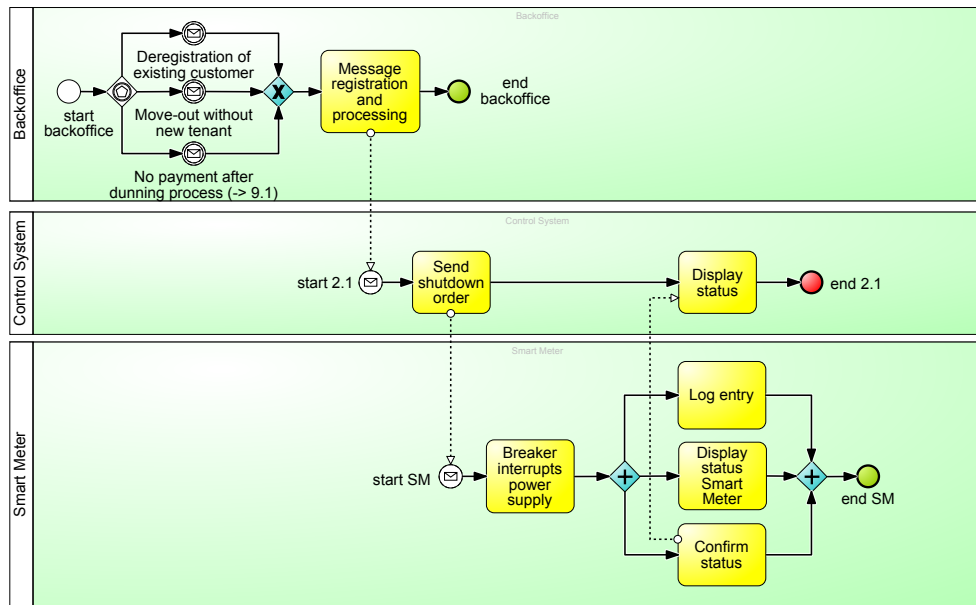 Backoffice
Backoffice
Deregistration of
existing customer
start
backoffice
Move-out without
new tenant
No payment after
dunning process (-> 9.1)
X
Message
registration
and
processing
end
backoffice
Control System
Control System
start 2.1
Send
shutdown
order
Display
status
end 2.1
Smart Meter
Smart Meter
start SM
Breaker
interrupts
power
supply
Log entry
Display
status
Smart
Meter
Confirm
status
end SM